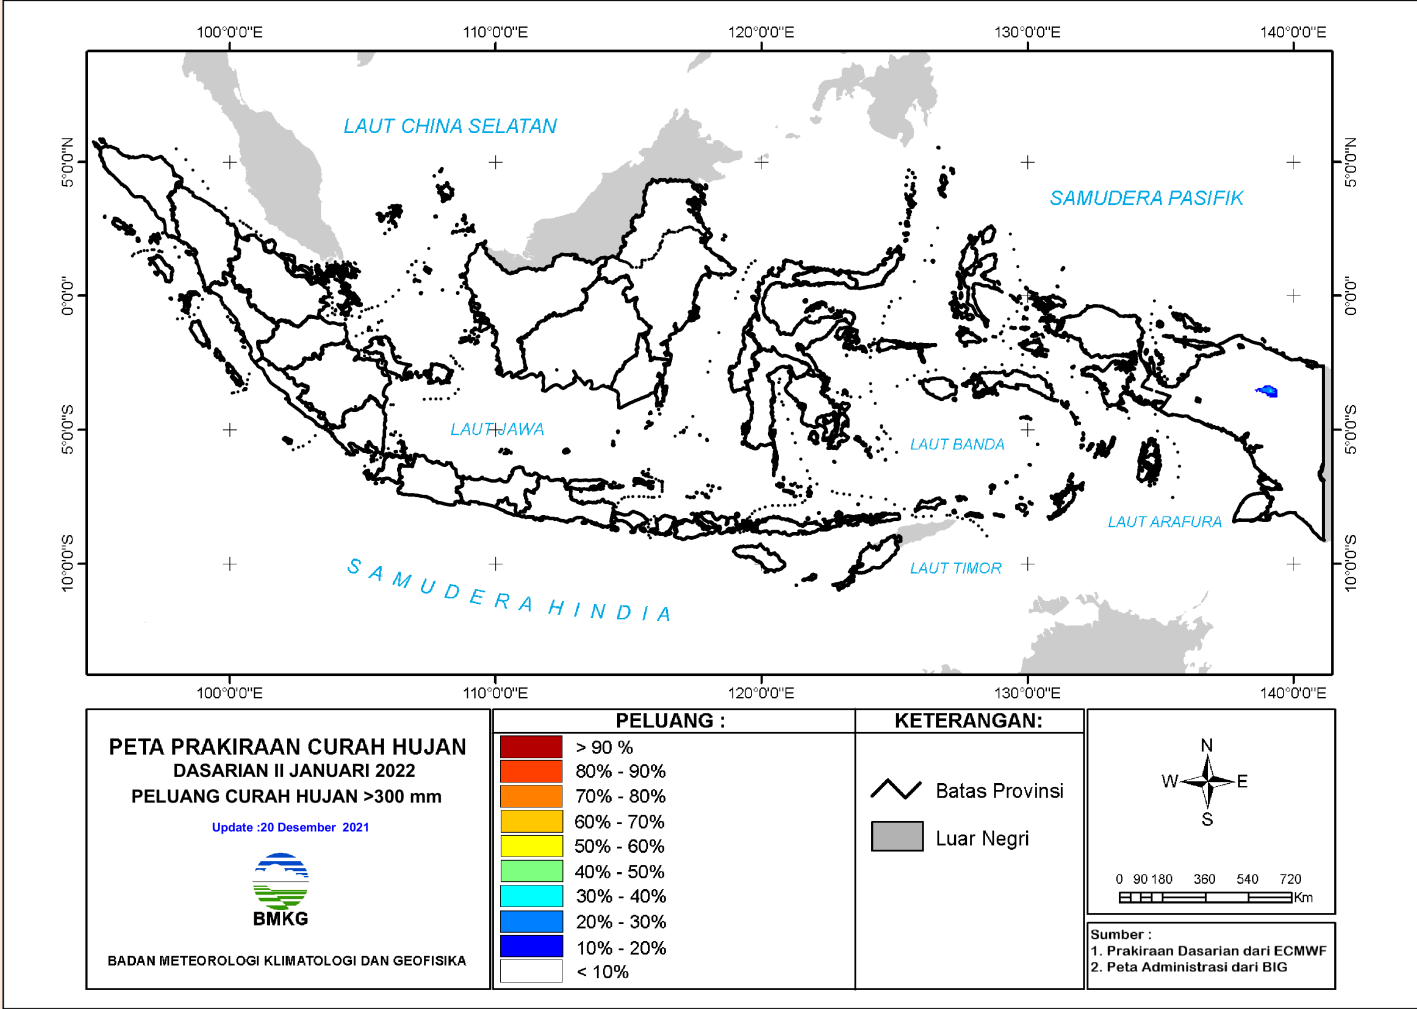 100°0'0"E 110°0'0"E 120°0'0"E 130°0'0"E 140°0'0"E
LAUT CHINA SELATAN
5°0'0"N 5°0'0"N
SAMUDERA PASIFIK
0°0'0" 0°0'0"
5°0'0"S LAUT JAWA LAUT BANDA 5°0'0"S
LAUT ARAFURA
10°0'0"S LAUT TIMOR 10°0'0"S
SAMUDERA HINDIA
100°0'0"E 110°0'0"E 120°0'0"E 130°0'0"E 140°0'0"E
PETA PRAKIRAAN CURAH HUJAN
DASARIAN II JANUARI 2022
PELUANG CURAH HUJAN >300 mm
Update :20 Desember 2021
BMKG
BADAN METEOROLOGI KLIMATOLOGI DAN GEOFISIKA
PELUANG :
> 90 %
80% - 90%
70% - 80%
60% - 70%
50% - 60%
40% - 50%
30% - 40%
20% - 30%
10% - 20%
< 10%
KETERANGAN:
Batas Provinsi
Luar Negri
N
W E
S
0 90 180 360 540 720
Km
Sumber :
1. Prakiraan Dasarian dari ECMWF
2. Peta Administrasi dari BIG